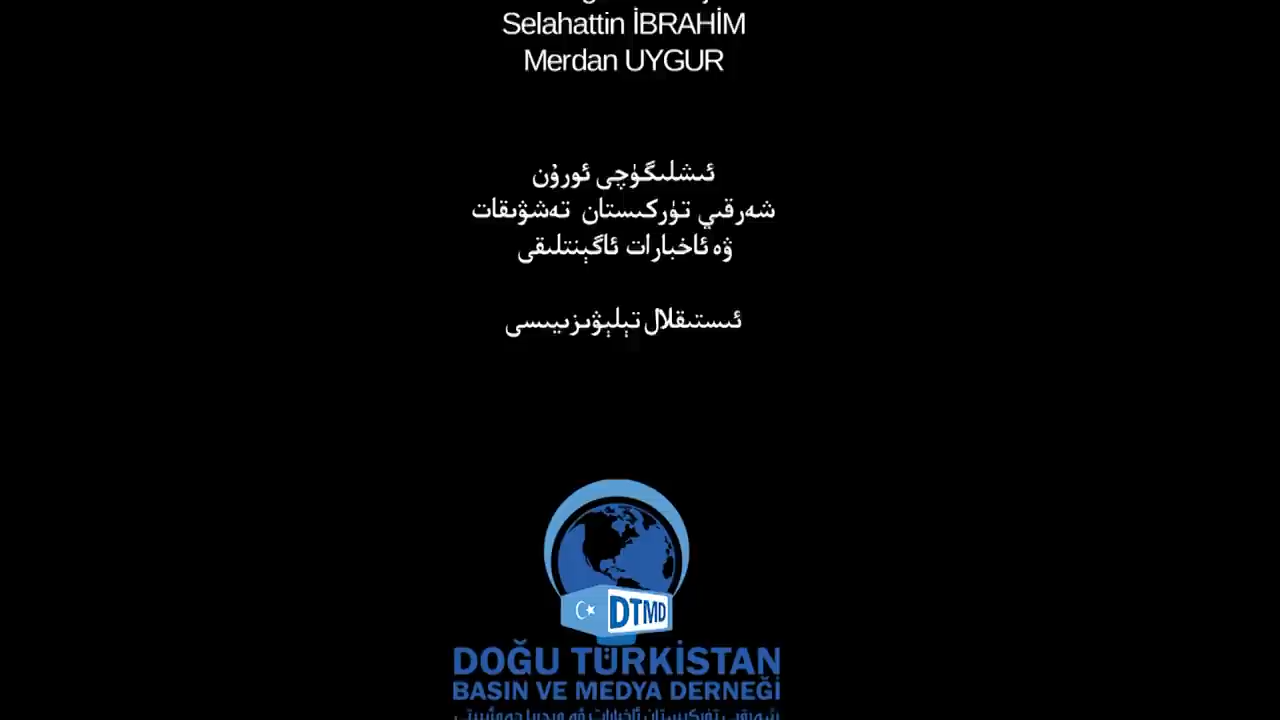 Selahattin İBRAHİM
Merdan UYGUR
ئىشلىگۈچى ئورۇن
شەرقىي تۈركىستان تەشۋىقات
ۋە ئاخبارات ئاگېنتلىقى
ئىستىقلال تېلېۋىزىيىسى
DTMD
DOĞU TÜRKİSTAN
BASIN VE MEDYA DERNEĞİ